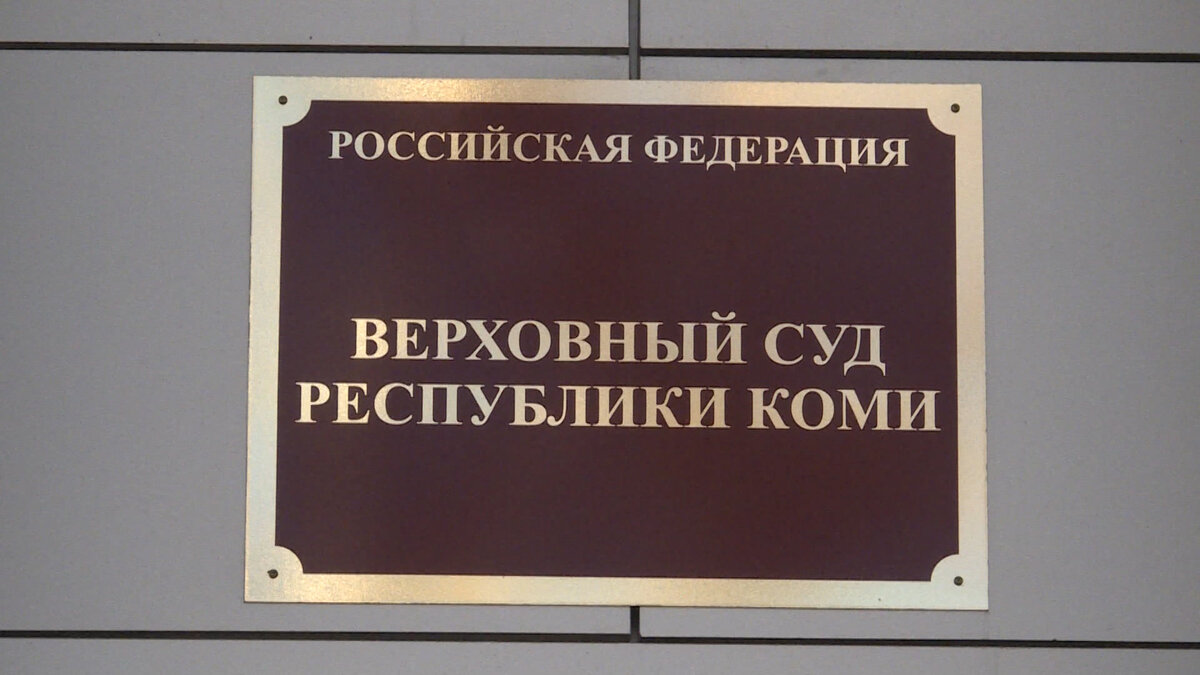 РОССИЙСКАЯ ФЕДЕРАЦИЯ
ВЕРХОВНЫЙ СУД
РЕСПУБЛИКИ КОМИ